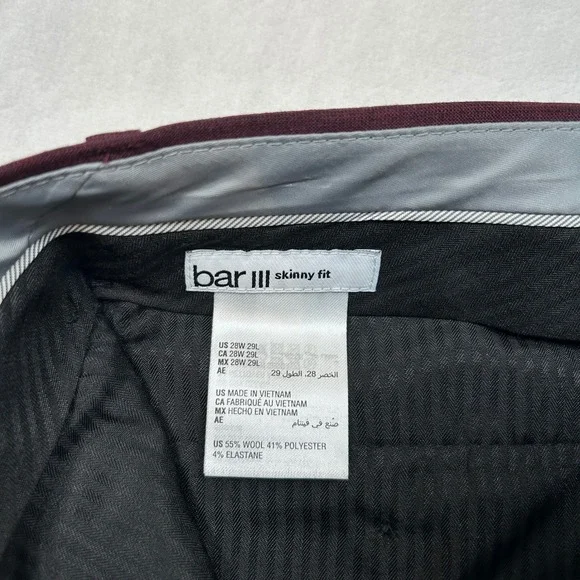 bar III skinny fit
US 28W 29L
CA 28W 29L
MX 28W 29L
AE الخصر 28، الطول 29
US MADE IN VIETNAM
CA FABRIQUÉ AU VIETNAM
MX HECHO EN VIETNAM
AE صُنع في فيتنام
US 55% WOOL 41% POLYESTER
4% ELASTANE